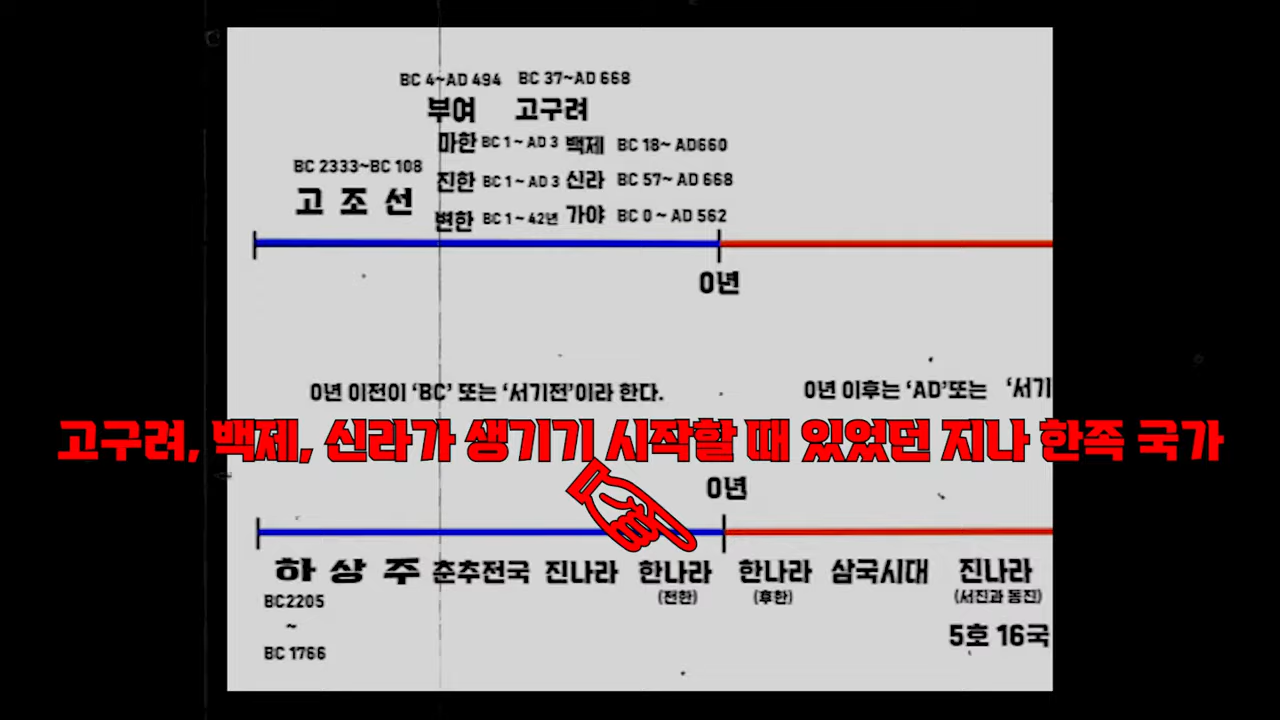 BC 4~AD 494 BC 37~AD 668
부여 고구려
마한 BC 1 ~ AD 3 백제 BC 18~ AD660
BC 2333~BC 108
진한 BC 1 ~ AD 3 신라 BC 57~ AD 668
고 조 선
변한 BC 1 ~ 42년 가야 BC 0 ~ AD 562
0년
0년 이전이 ‘BC’ 또는 ‘서기전’이라 한다.
0년 이후는 ‘AD’또는 ‘서기
고구려, 백제, 신라가 생기기 시작할 때 있었던 지나 한족 국가
0년
하 상 주 춘추전국 진나라 한나라 한나라 삼국시대 진나라
(전한) (후한) (서진과 동진)
BC2205
~
BC 1766
5호 16국